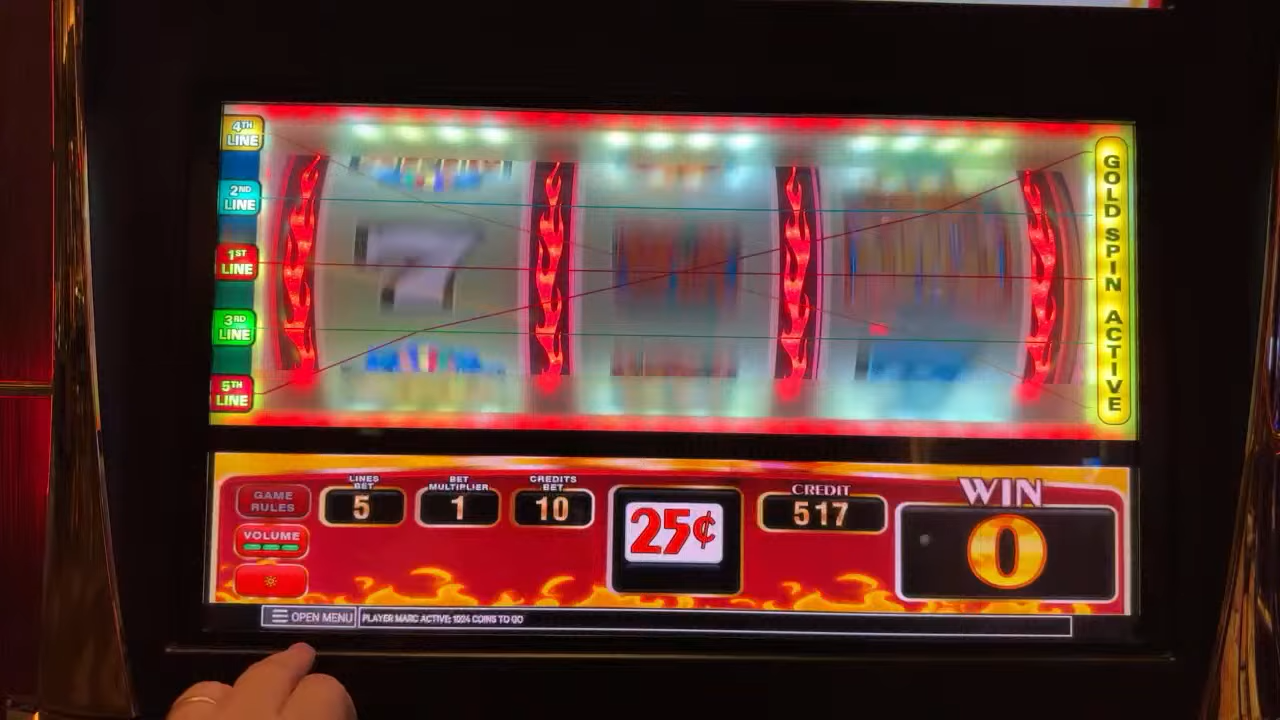 4TH
LINE
2ND
LINE
1ST
LINE
3RD
LINE
5TH
LINE
7
GOLD SPIN ACTIVE
GAME
RULES
VOLUME
LINES
BET
5
BET
MULTIPLIER
1
CREDITS
BET
10
25¢
CREDIT
517
WIN
0
OPEN MENU
PLAYER MARC ACTIVE: 1024 COINS TO GO